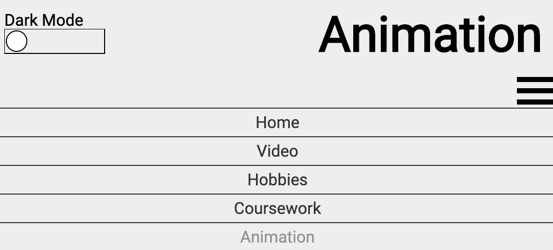 Dark Mode
Animation
Home
Video
Hobbies
Coursework
Animation